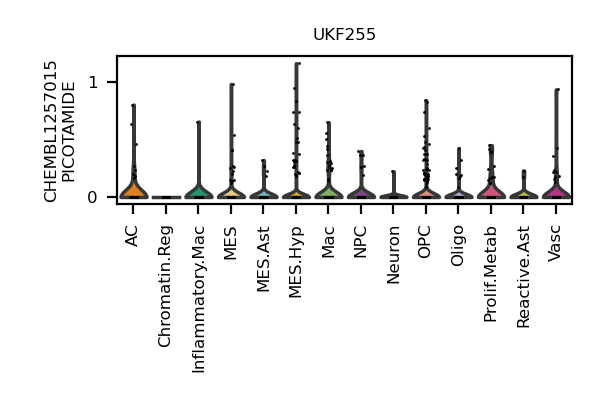 UKF255
CHEMBL1257015
PICOTAMIDE
1
0
AC
Chromatin.Reg
Inflammatory.Mac
MES
MES.Ast
MES.Hyp
Mac
NPC
Neuron
OPC
Oligo
Prolif.Metab
Reactive.Ast
Vasc